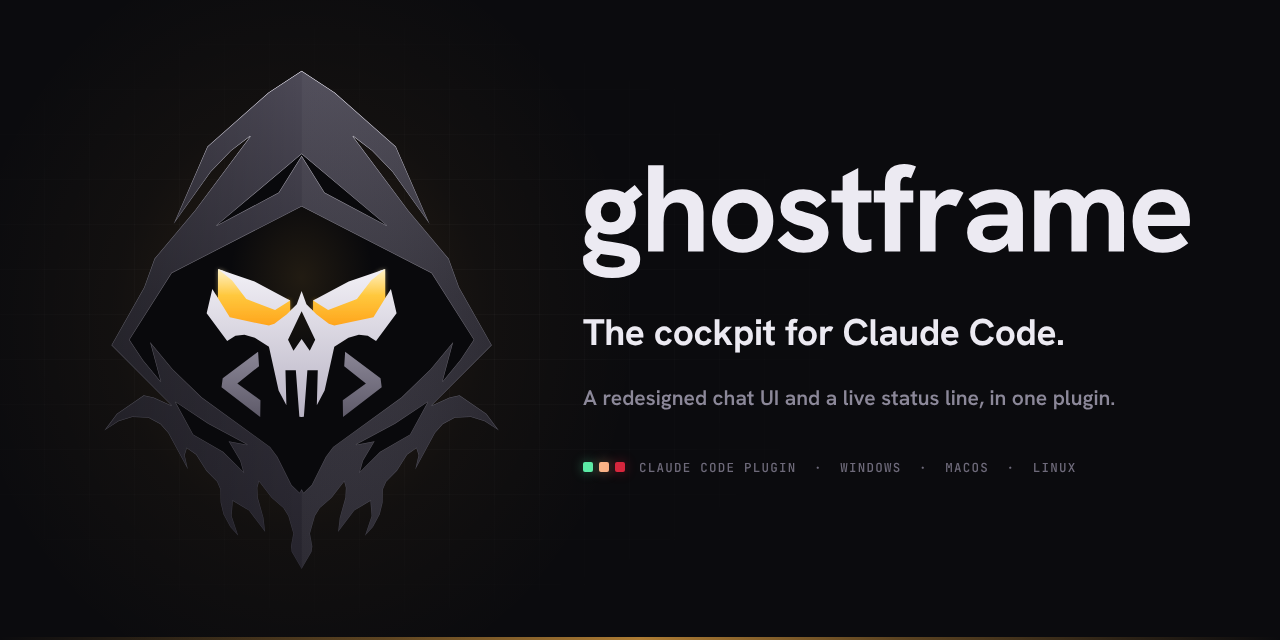 ghostframe
The cockpit for Claude Code.
A redesigned chat UI and a live status line, in one plugin.
CLAUDE CODE PLUGIN · WINDOWS · MACOS · LINUX